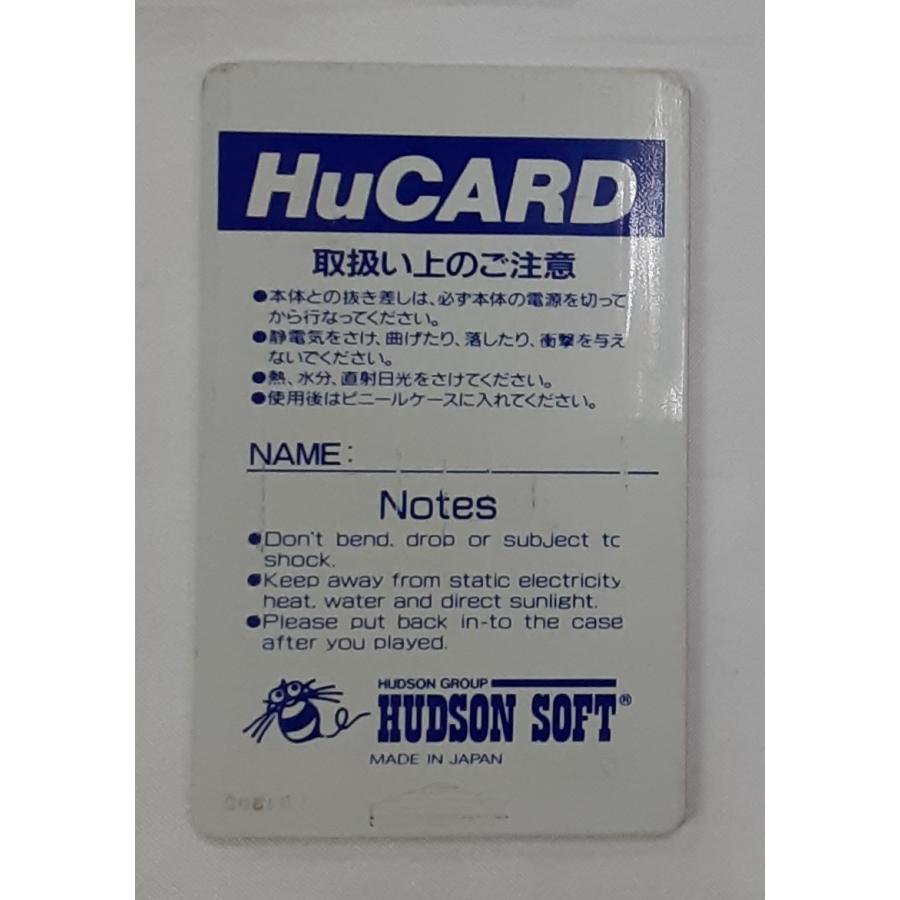 HuCARD
取扱い上のご注意
●本体との抜き差しは、必ず本体の電源を切って
から行なってください。
●静電気をさけ、曲げたり、落したり、衝撃を与え
ないでください。
●熱、水分、直射日光をさけてください。
●使用後はビニールケースに入れてください。
NAME:
Notes
●Don't bend, drop or subject to
shock.
●Keep away from static electricity,
heat, water and direct sunlight.
●Please put back in-to the case
after you played.
HUDSON GROUP
HUDSON SOFT®
MADE IN JAPAN